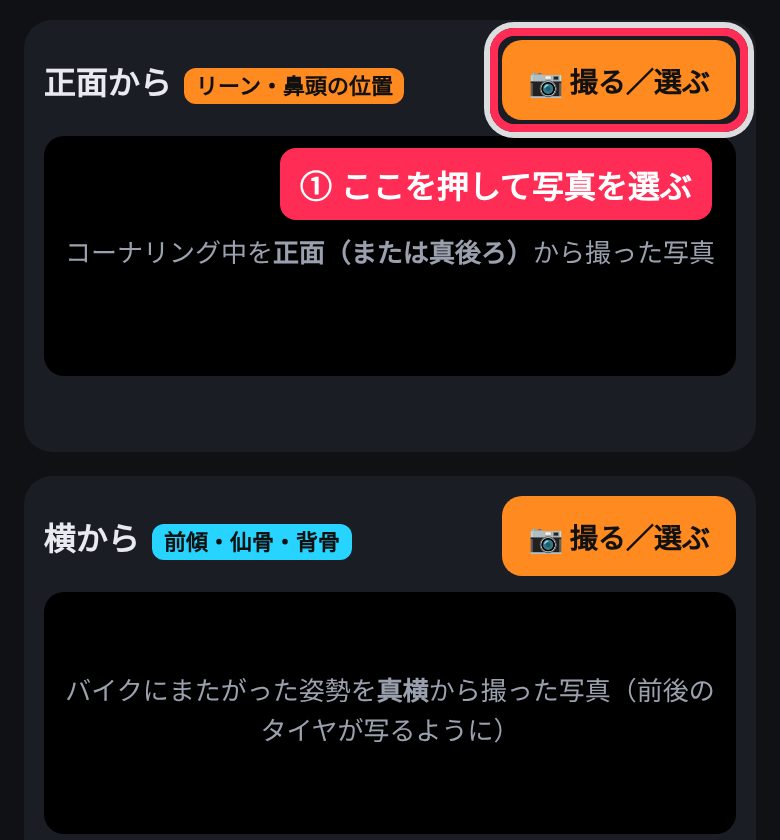 正面から リーン・鼻頭の位置 📷 撮る／選ぶ
① ここを押して写真を選ぶ
コーナリング中を正面（または真後ろ）から撮った写真
横から 前傾・仙骨・背骨 📷 撮る／選ぶ
バイクにまたがった姿勢を真横から撮った写真（前後の
タイヤが写るように）